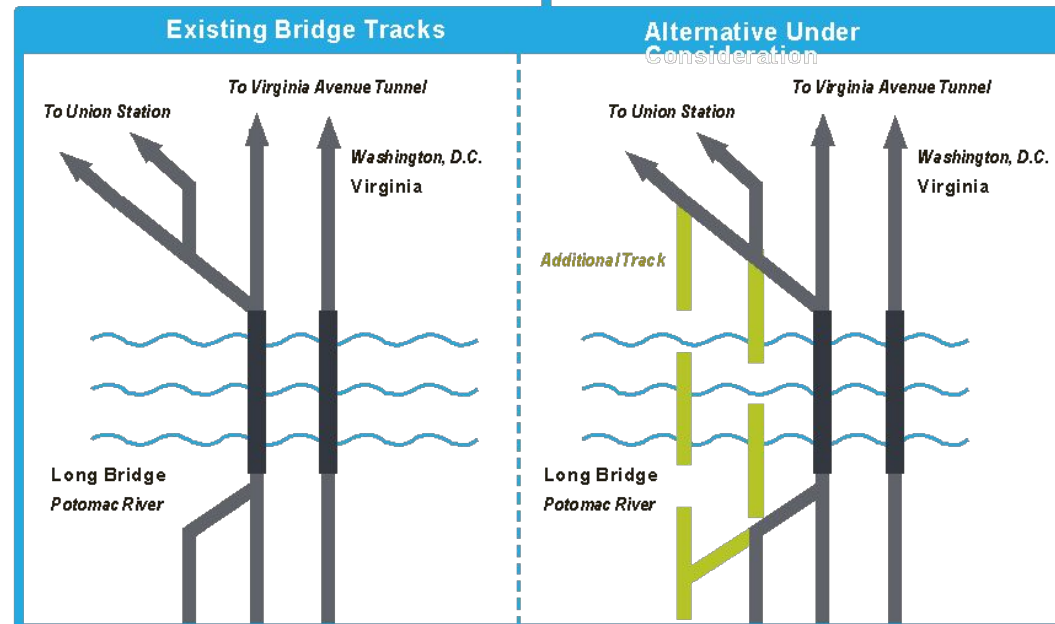 Existing Bridge Tracks
To Virginia Avenue Tunnel
To Union Station
Washington, D.C.
Virginia
Long Bridge
Potomac River
Alternative Under
Consideration
To Virginia Avenue Tunnel
To Union Station
Washington, D.C.
Virginia
Additional Track
Long Bridge
Potomac River